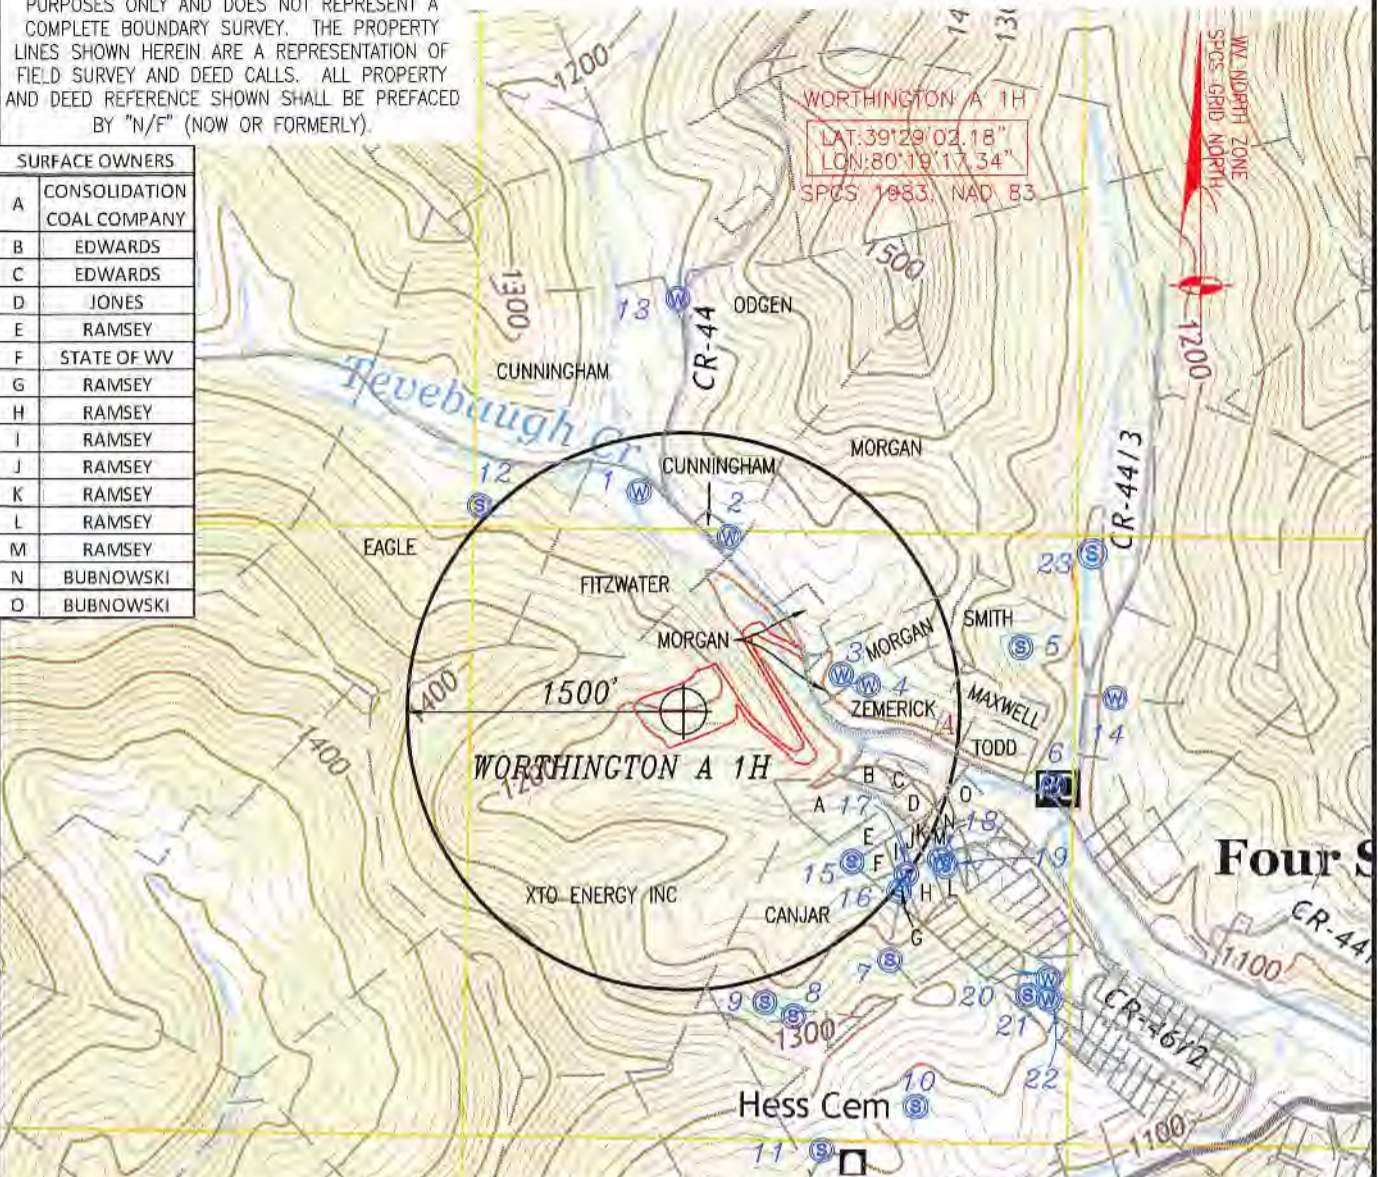 PURPOSES ONLY AND DOES NOT REPRESENT A
COMPLETE BOUNDARY SURVEY. THE PROPERTY
LINES SHOWN HEREIN ARE A REPRESENTATION OF
FIELD SURVEY AND DEED CALLS. ALL PROPERTY
AND DEED REFERENCE SHOWN SHALL BE PREFACED
BY "N/F" (NOW OR FORMERLY).
SURFACE OWNERS
A CONSOLIDATION
COAL COMPANY
B EDWARDS
C EDWARDS
D JONES
E RAMSEY
F STATE OF WV
G RAMSEY
H RAMSEY
I RAMSEY
J RAMSEY
K RAMSEY
L RAMSEY
M RAMSEY
N BUBNOWSKI
O BUBNOWSKI
1200
WORTHINGTON A 1H
LAT:39°29'02.18"
LON:80°19'17.34"
SPCS 1983, NAD 83
WV NORTH ZONE
SPCS GRID NORTH
1500
1300
13 W
CR-44
ODGEN
1200
CUNNINGHAM
Tevebaugh Cr
MORGAN
CR-44/3
12 S
1 W
CUNNINGHAM
2 W
EAGLE
23 S
FITZWATER
SMITH
MORGAN
MORGAN
S 5
3 W
W 4
1400
1500'
ZEMERICK
A
MAXWELL
W 14
TODD
1400
WORTHINGTON A 1H
1200
6
B
C
D
O
A
17
N
18
E
J
K
M
I
F
15 S
19
16
H
L
Four S
XTO ENERGY INC
CANJAR
G
CR-44/
7 S
1100
9 S
8 S
20 S
W
W
21
1300
CR-46/2
22
10
Hess Cem S
1100
11 S